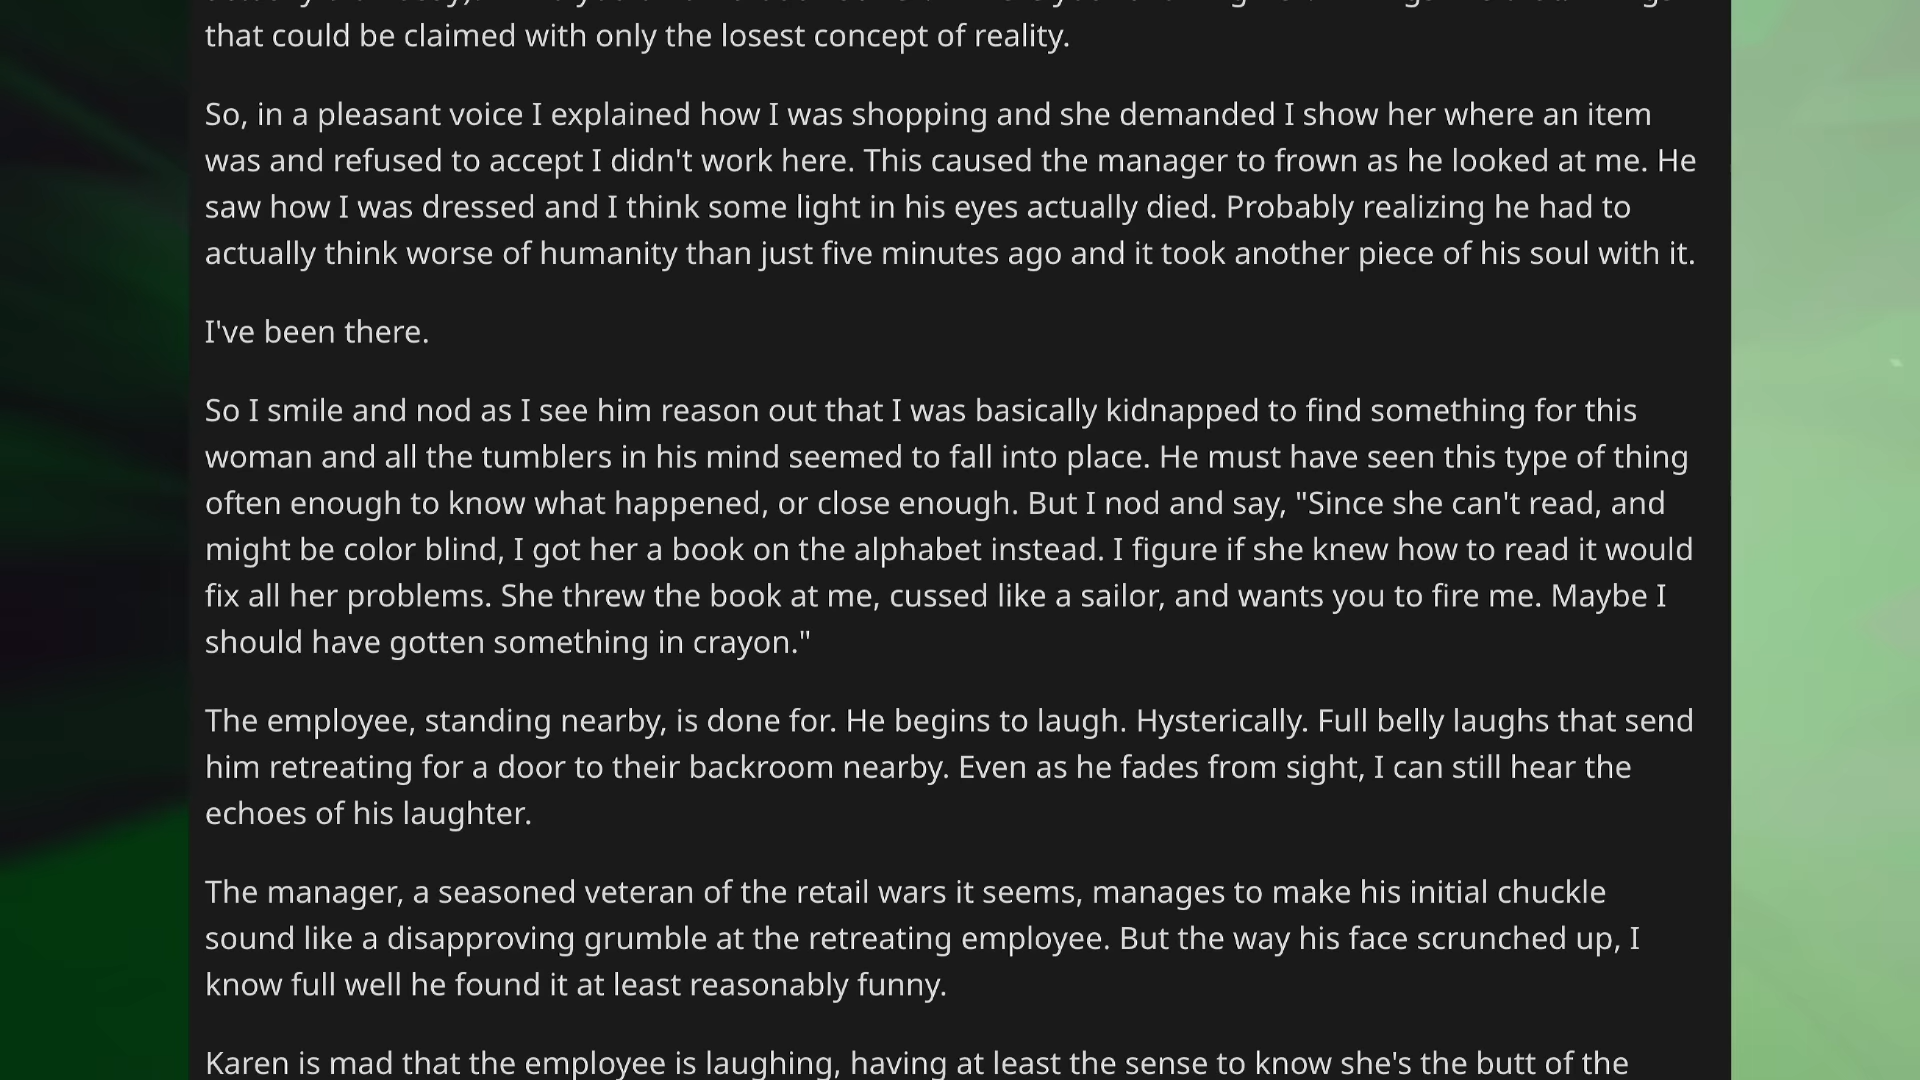 that could be claimed with only the losest concept of reality.
So, in a pleasant voice I explained how I was shopping and she demanded I show her where an item
was and refused to accept I didn't work here. This caused the manager to frown as he looked at me. He
saw how I was dressed and I think some light in his eyes actually died. Probably realizing he had to
actually think worse of humanity than just five minutes ago and it took another piece of his soul with it.
I've been there.
So I smile and nod as I see him reason out that I was basically kidnapped to find something for this
woman and all the tumblers in his mind seemed to fall into place. He must have seen this type of thing
often enough to know what happened, or close enough. But I nod and say, "Since she can't read, and
might be color blind, I got her a book on the alphabet instead. I figure if she knew how to read it would
fix all her problems. She threw the book at me, cussed like a sailor, and wants you to fire me. Maybe I
should have gotten something in crayon."
The employee, standing nearby, is done for. He begins to laugh. Hysterically. Full belly laughs that send
him retreating for a door to their backroom nearby. Even as he fades from sight, I can still hear the
echoes of his laughter.
The manager, a seasoned veteran of the retail wars it seems, manages to make his initial chuckle
sound like a disapproving grumble at the retreating employee. But the way his face scrunched up, I
know full well he found it at least reasonably funny.
Karen is mad that the employee is laughing, having at least the sense to know she's the butt of the